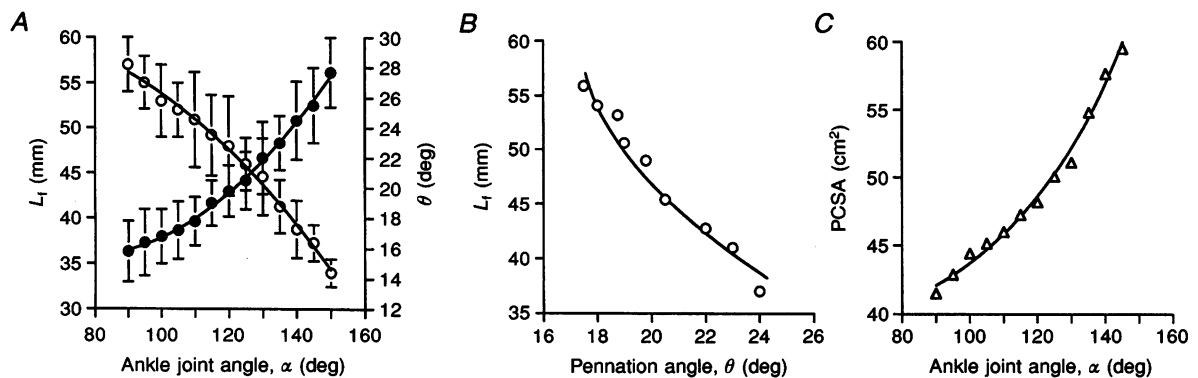 A
60
55
50
45
40
35
30
L_f (mm)
30
28
26
24
22
20
18
16
14
12
θ (deg)
80 100 120 140 160
Ankle joint angle, α (deg)
B
60
55
50
45
40
35
L_f (mm)
16 18 20 22 24 26
Pennation angle, θ (deg)
C
60
55
50
45
40
PCSA (cm²)
80 100 120 140 160
Ankle joint angle, α (deg)